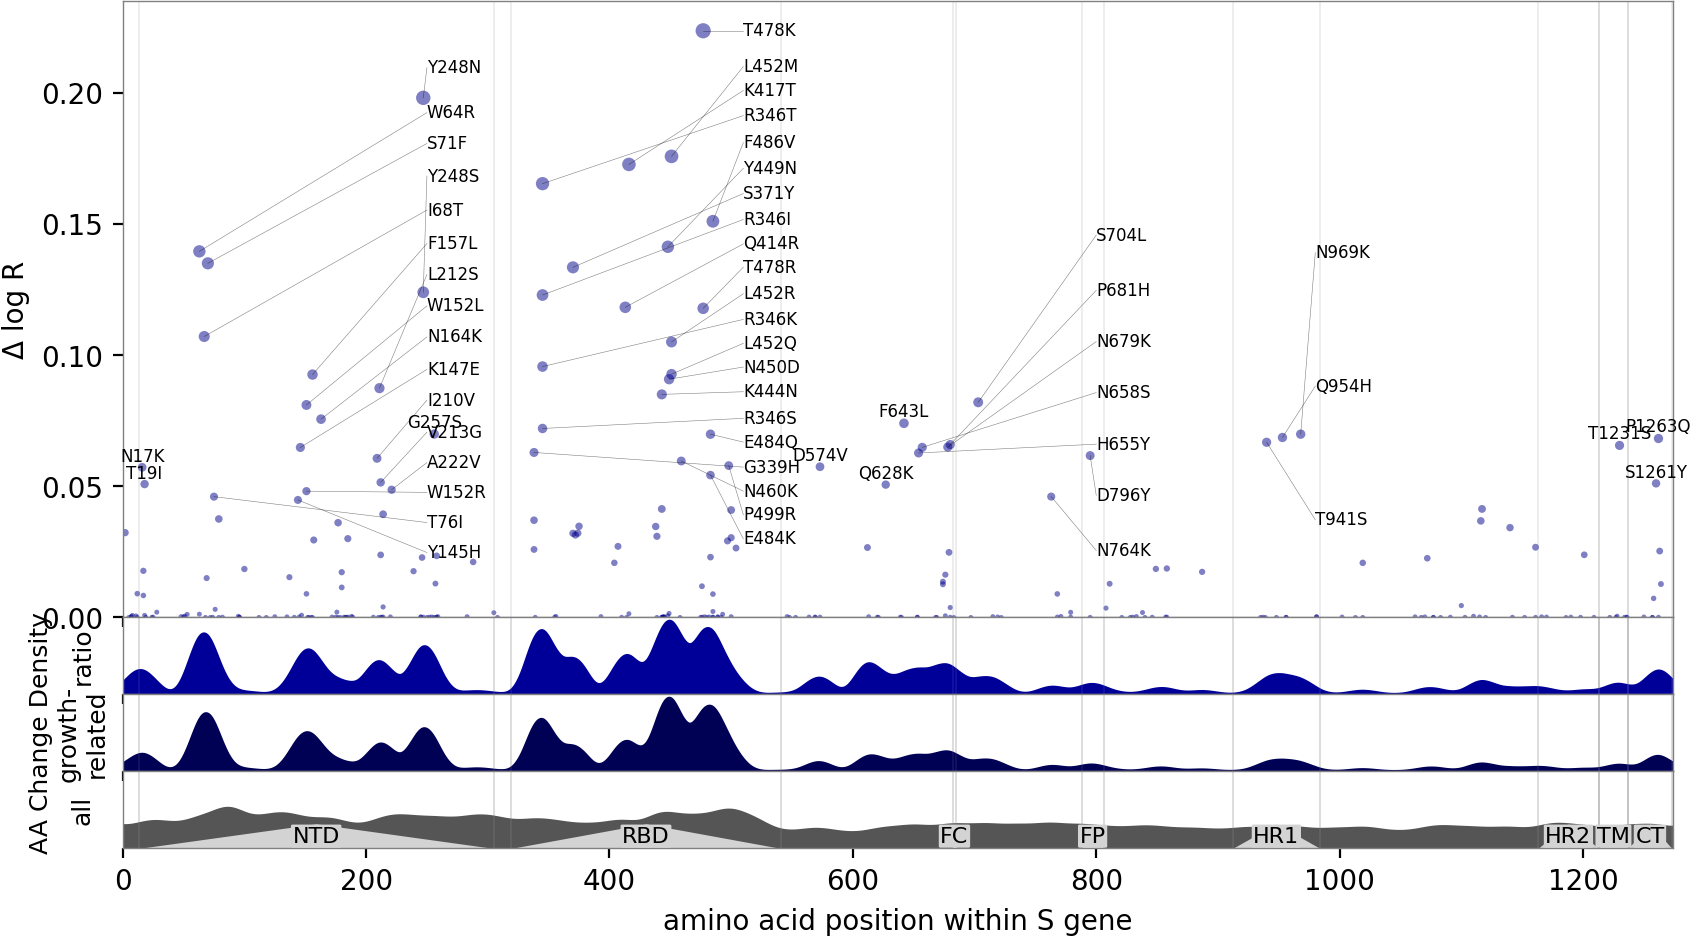 Δ log R
0.20
0.15
0.10
0.05
0.00
Y248N
W64R
S71F
Y248S
I68T
F157L
L212S
W152L
N164K
K147E
I210V
G257S
V213G
A222V
W152R
T76I
Y145H
N17K
T19I
T478K
L452M
K417T
R346T
F486V
Y449N
S371Y
R346I
Q414R
T478R
L452R
R346K
L452Q
N450D
K444N
R346S
E484Q
G339H
N460K
P499R
E484K
D574V
F643L
Q628K
S704L
P681H
N679K
N658S
H655Y
D796Y
N764K
N969K
Q954H
T941S
P1263Q
T1231S
S1261Y
AA Change Density
ratio
growth-
related
all
NTD
RBD
FC
FP
HR1
HR2
TM
CT
0
200
400
600
800
1000
1200
amino acid position within S gene